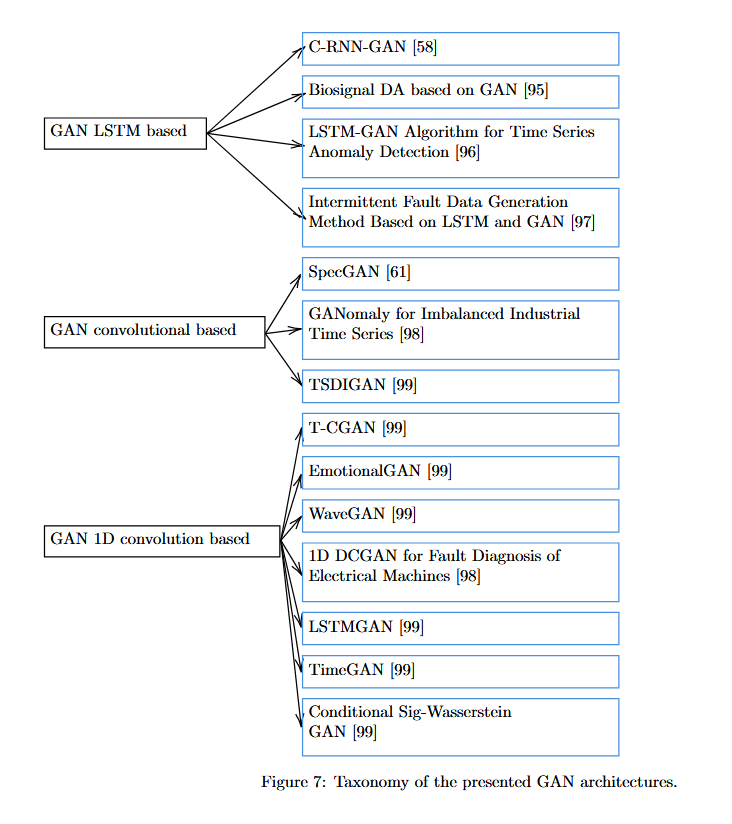 C-RNN-GAN [58]
Biosignal DA based on GAN [95]
GAN LSTM based
LSTM-GAN Algorithm for Time Series
Anomaly Detection [96]
Intermittent Fault Data Generation
Method Based on LSTM and GAN [97]
SpecGAN [61]
GAN convolutional based
GANomaly for Imbalanced Industrial
Time Series [98]
TSDIGAN [99]
T-CGAN [99]
EmotionalGAN [99]
WaveGAN [99]
GAN 1D convolution based
1D DCGAN for Fault Diagnosis of
Electrical Machines [98]
LSTMGAN [99]
TimeGAN [99]
Conditional Sig-Wasserstein
GAN [99]
Figure 7: Taxonomy of the presented GAN architectures.